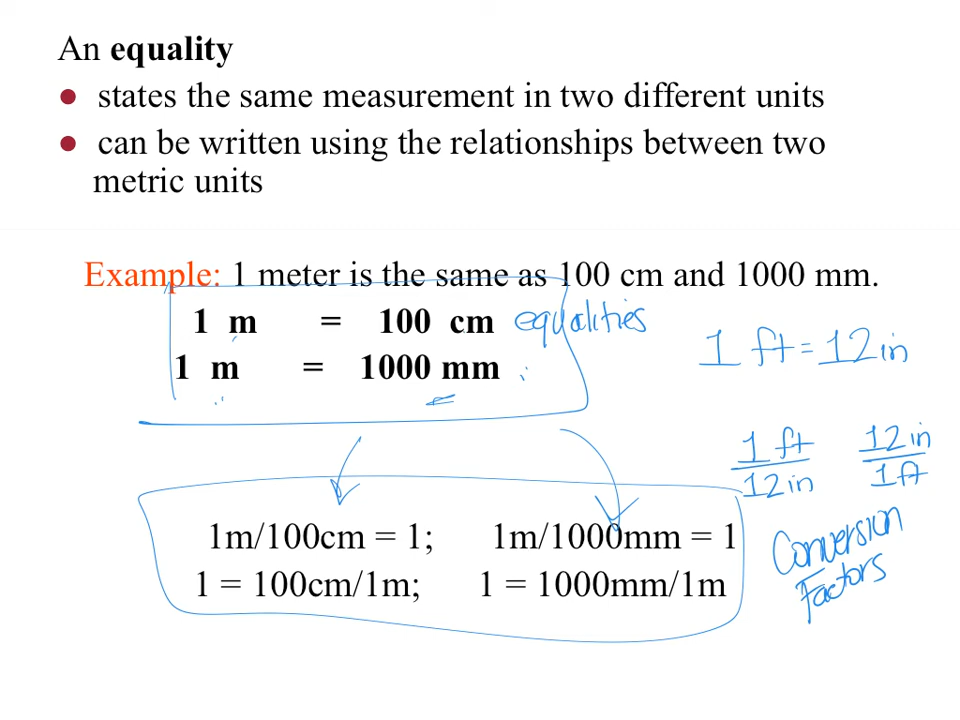 An equality
● states the same measurement in two different units
● can be written using the relationships between two
metric units
Example: 1 meter is the same as 100 cm and 1000 mm.
1 m = 100 cm equalities
1 m = 1000 mm
1 ft = 12 in
1 ft
12 in
12 in
1 ft
1m/100cm = 1; 1m/1000mm = 1
1 = 100cm/1m; 1 = 1000mm/1m
Conversion
Factors